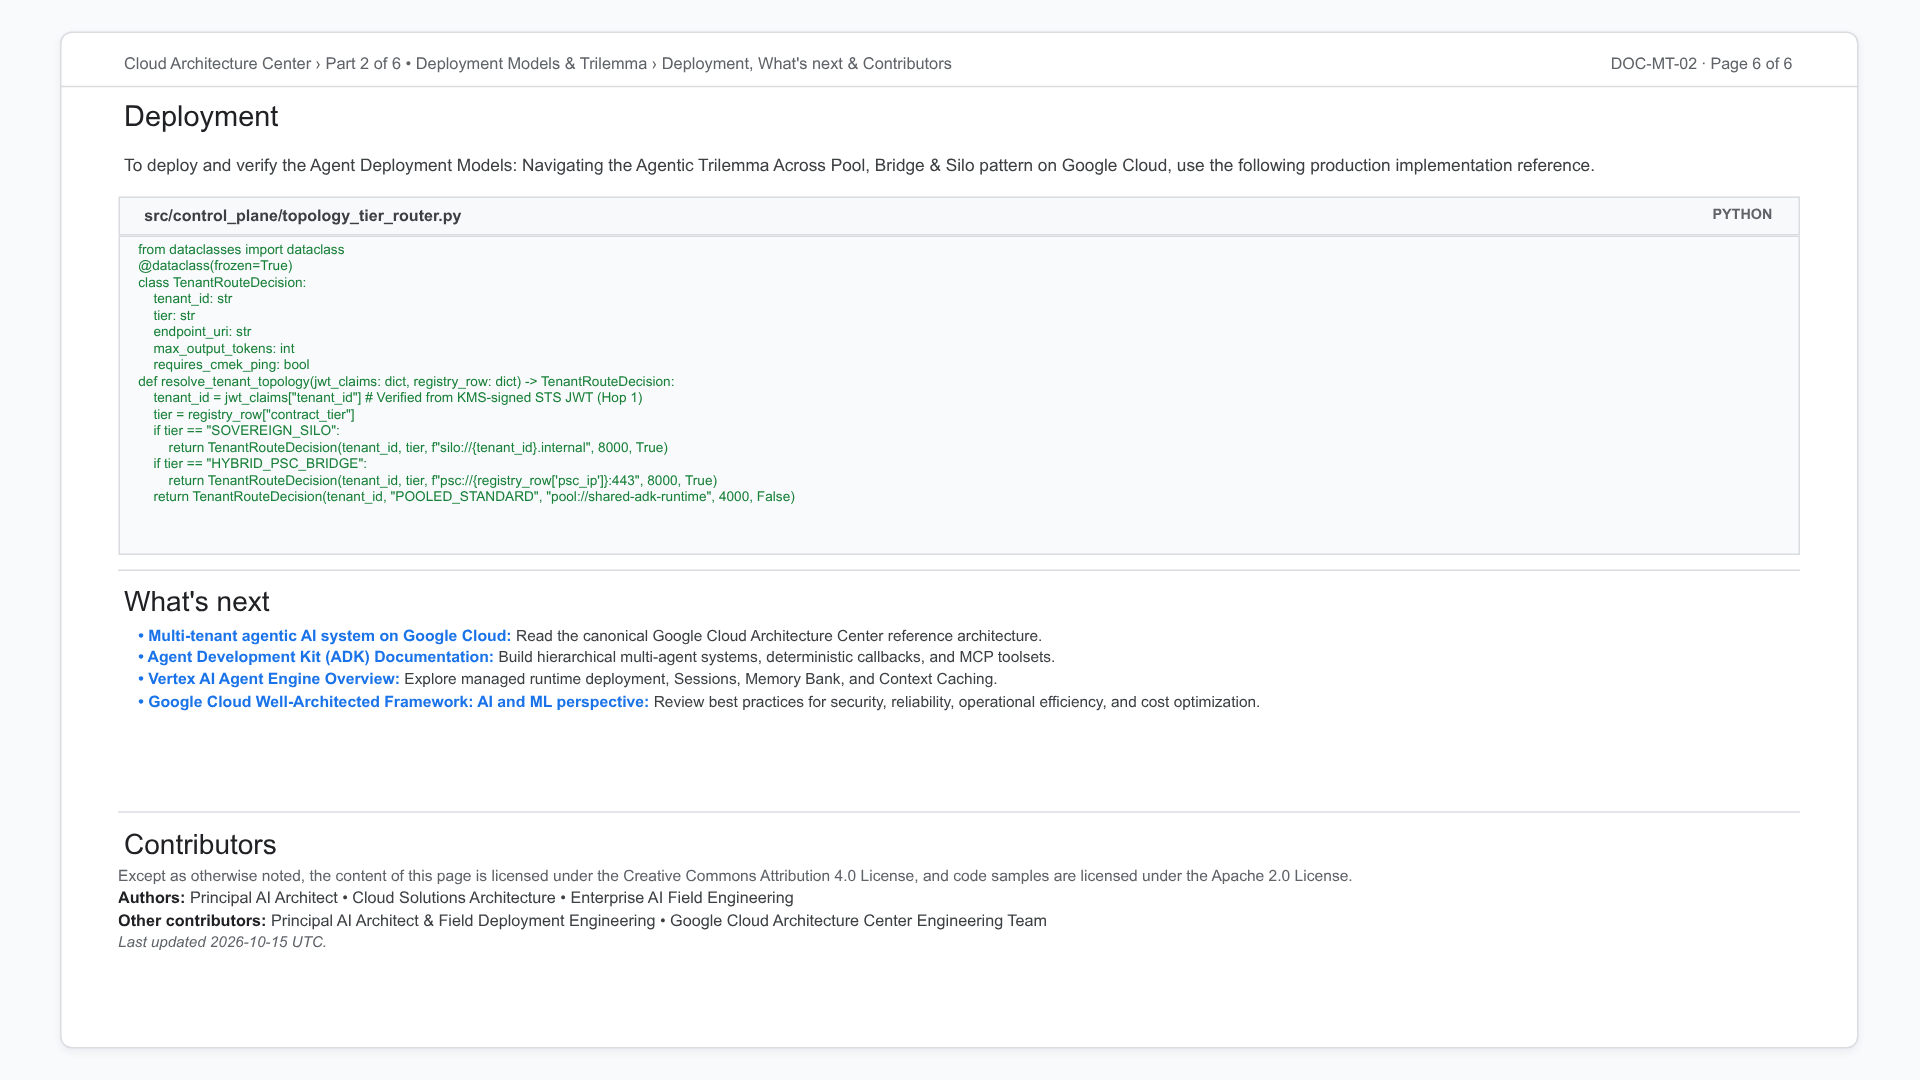 Cloud Architecture Center › Part 2 of 6 • Deployment Models & Trilemma › Deployment, What's next & Contributors
DOC-MT-02 · Page 6 of 6
Deployment
To deploy and verify the Agent Deployment Models: Navigating the Agentic Trilemma Across Pool, Bridge & Silo pattern on Google Cloud, use the following production implementation reference.
src/control_plane/topology_tier_router.py
PYTHON
from dataclasses import dataclass
@dataclass(frozen=True)
class TenantRouteDecision:
    tenant_id: str
    tier: str
    endpoint_uri: str
    max_output_tokens: int
    requires_cmek_ping: bool
def resolve_tenant_topology(jwt_claims: dict, registry_row: dict) -> TenantRouteDecision:
    tenant_id = jwt_claims["tenant_id"] # Verified from KMS-signed STS JWT (Hop 1)
    tier = registry_row["contract_tier"]
    if tier == "SOVEREIGN_SILO":
        return TenantRouteDecision(tenant_id, tier, f"silo://{tenant_id}.internal", 8000, True)
    if tier == "HYBRID_PSC_BRIDGE":
        return TenantRouteDecision(tenant_id, tier, f"psc://{registry_row['psc_ip']}:443", 8000, True)
    return TenantRouteDecision(tenant_id, "POOLED_STANDARD", "pool://shared-adk-runtime", 4000, False)
What's next
• Multi-tenant agentic AI system on Google Cloud: Read the canonical Google Cloud Architecture Center reference architecture.
• Agent Development Kit (ADK) Documentation: Build hierarchical multi-agent systems, deterministic callbacks, and MCP toolsets.
• Vertex AI Agent Engine Overview: Explore managed runtime deployment, Sessions, Memory Bank, and Context Caching.
• Google Cloud Well-Architected Framework: AI and ML perspective: Review best practices for security, reliability, operational efficiency, and cost optimization.
Contributors
Except as otherwise noted, the content of this page is licensed under the Creative Commons Attribution 4.0 License, and code samples are licensed under the Apache 2.0 License.
Authors: Principal AI Architect • Cloud Solutions Architecture • Enterprise AI Field Engineering
Other contributors: Principal AI Architect & Field Deployment Engineering • Google Cloud Architecture Center Engineering Team
Last updated 2026-10-15 UTC.